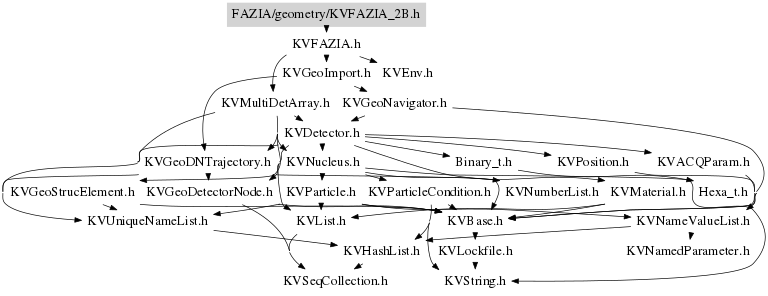 FAZIA/geometry/KVFAZIA_2B.h
KVFAZIA.h
KVGeoImport.h
KVEnv.h
KVMultiDetArray.h
KVGeoNavigator.h
KVDetector.h
KVGeoDNTrajectory.h
KVNucleus.h
Binary_t.h
KVPosition.h
KVACQParam.h
KVGeoStrucElement.h
KVGeoDetectorNode.h
KVParticle.h
KVParticleCondition.h
KVNumberList.h
KVMaterial.h
Hexa_t.h
KVUniqueNameList.h
KVList.h
KVBase.h
KVNameValueList.h
KVHashList.h
KVLockfile.h
KVNamedParameter.h
KVSeqCollection.h
KVString.h